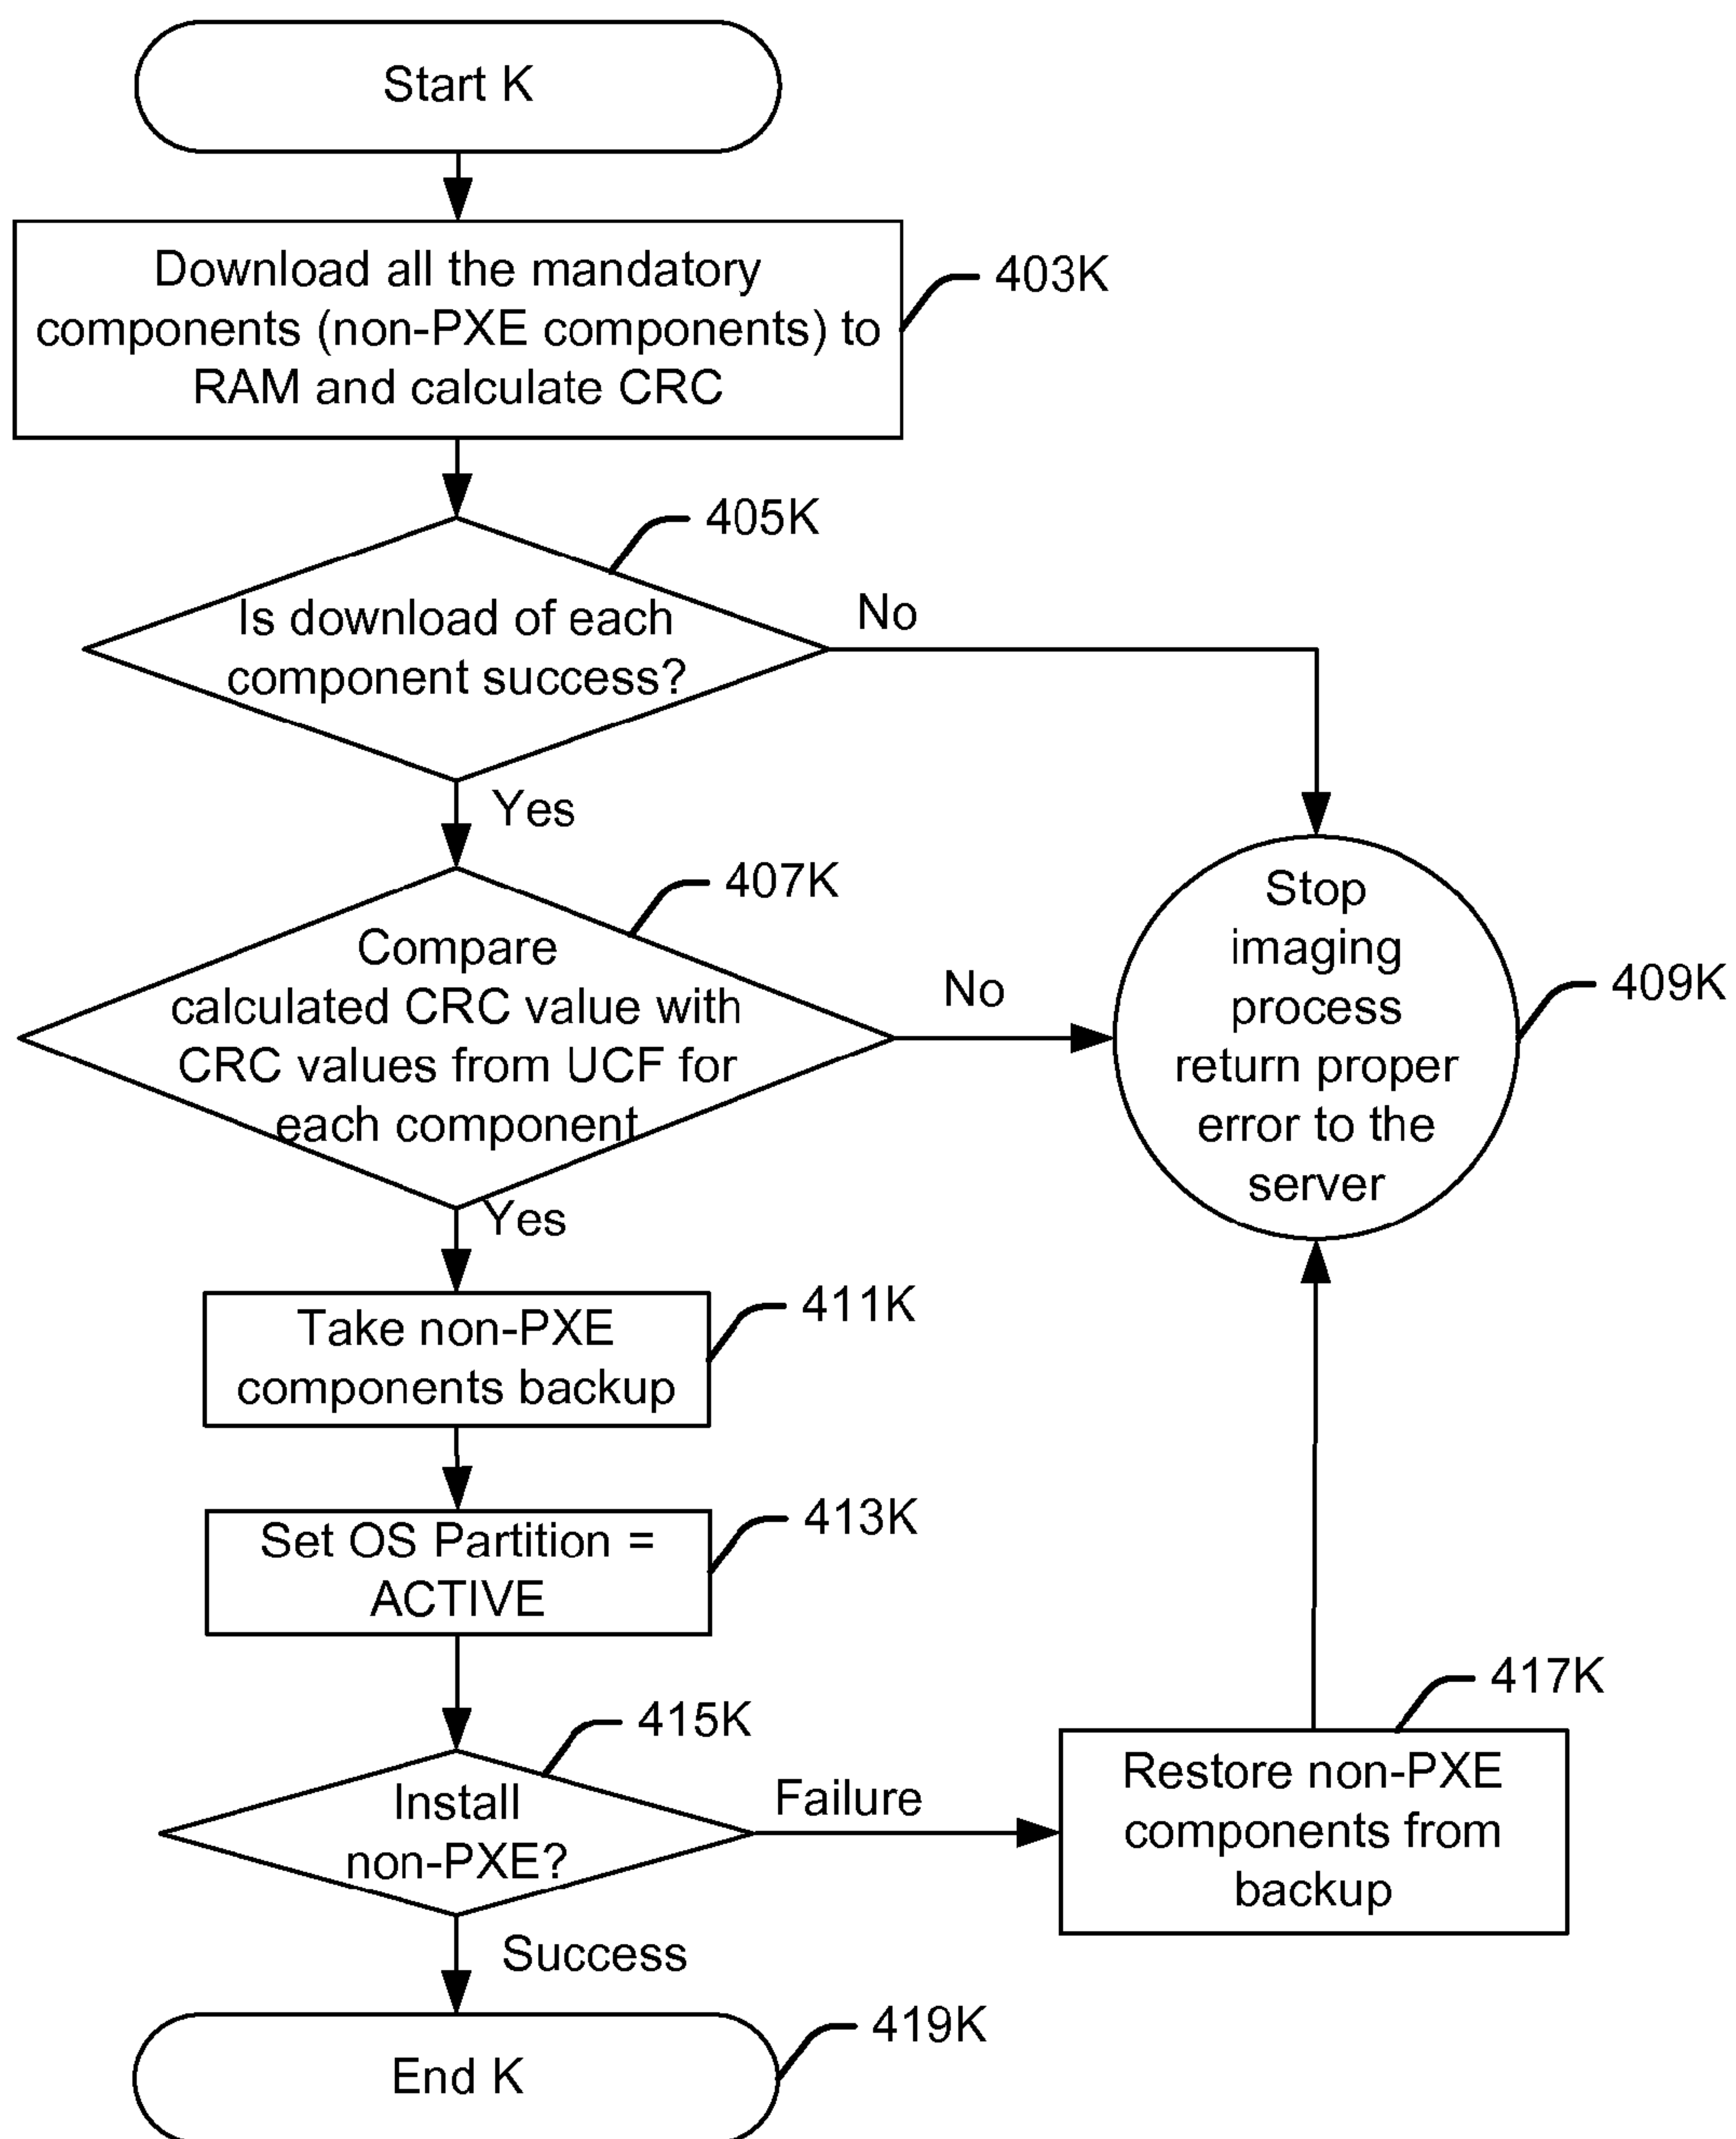 Start K
Download all the mandatory
components (non-PXE components) to
RAM and calculate CRC
403K
405K
Is download of each
component success?
No
Yes
407K
Compare
calculated CRC value with
CRC values from UCF for
each component
No
Stop
imaging
process
return proper
error to the
server
409K
Yes
Take non-PXE
components backup
411K
Set OS Partition =
ACTIVE
413K
415K
Install
non-PXE?
Failure
417K
Restore non-PXE
components from
backup
Success
End K
419K